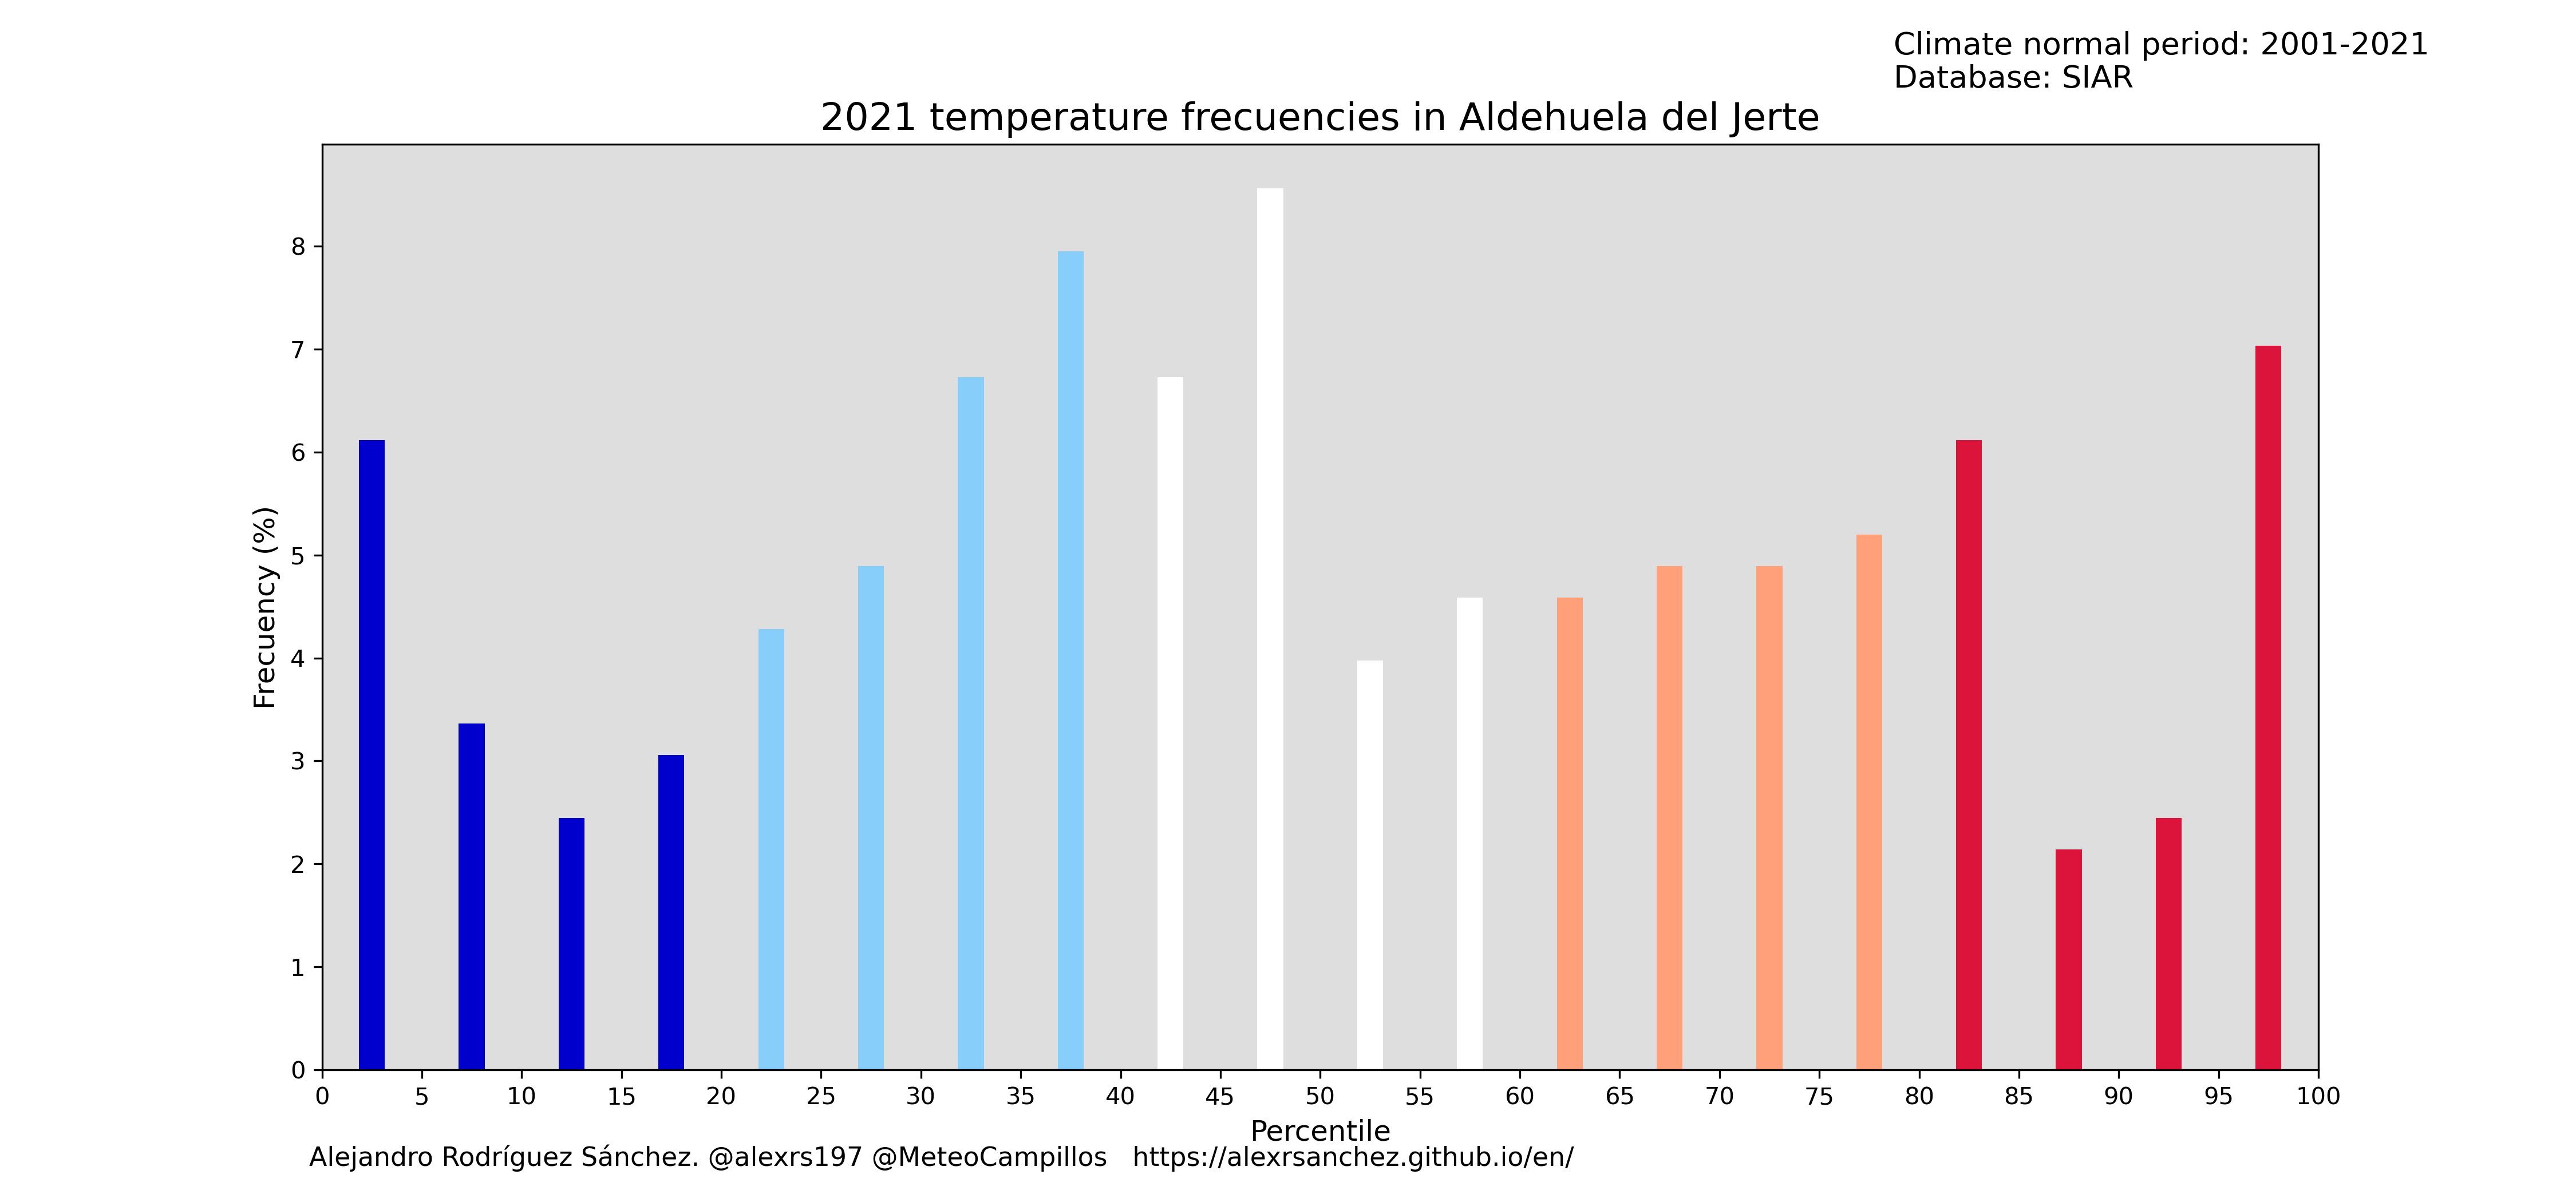 Climate normal period: 2001-2021
Database: SIAR
2021 temperature frecuencies in Aldehuela del Jerte
8
7
6
5
4
3
2
1
0
Frecuency (%)
0 5 10 15 20 25 30 35 40 45 50 55 60 65 70 75 80 85 90 95 100
Percentile
Alejandro Rodríguez Sánchez. @alexrs197 @MeteoCampillos https://alexrsanchez.github.io/en/